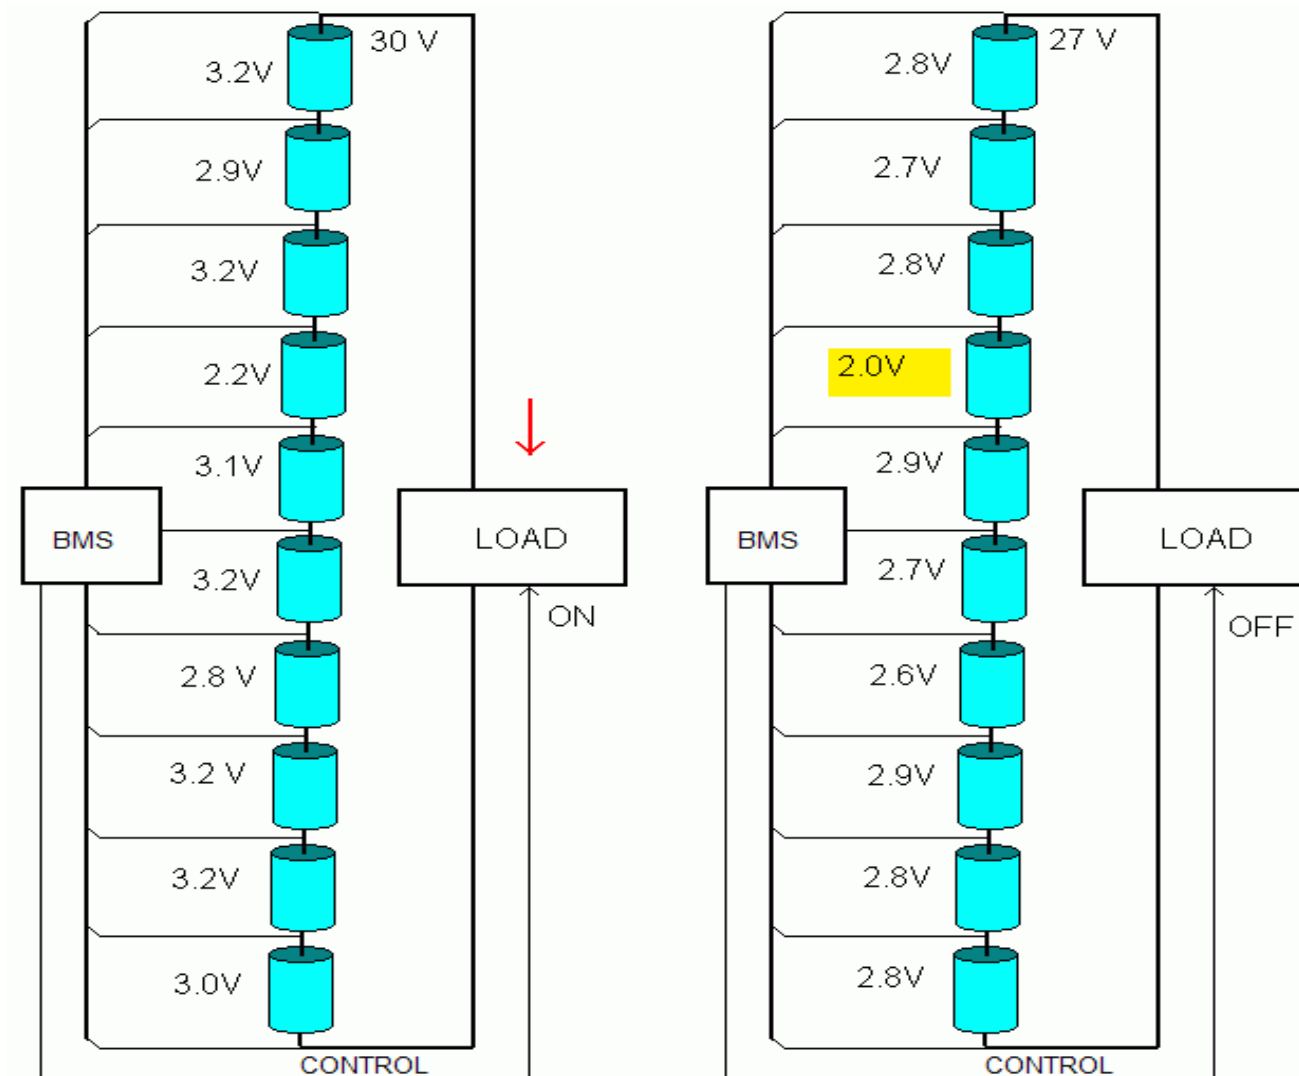 30 V
3.2V
2.9V
3.2V
2.2V
3.1V
BMS
LOAD
3.2V
ON
2.8 V
3.2 V
3.2V
3.0V
CONTROL
27 V
2.8V
2.7V
2.8V
2.0V
2.9V
BMS
LOAD
2.7V
OFF
2.6V
2.9V
2.8V
2.8V
CONTROL